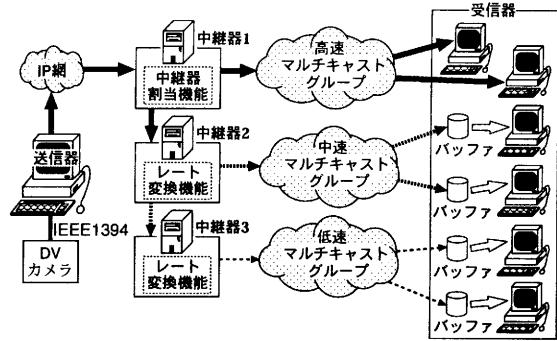 受信器
中継器1
中継器
割当機能
高速
マルチキャスト
グループ
IP網
送信器
IEEE1394
DV
カメラ
中継器2
レート
変換機能
中速
マルチキャスト
グループ
バッファ
バッファ
中継器3
レート
変換機能
低速
マルチキャスト
グループ
バッファ
バッファ